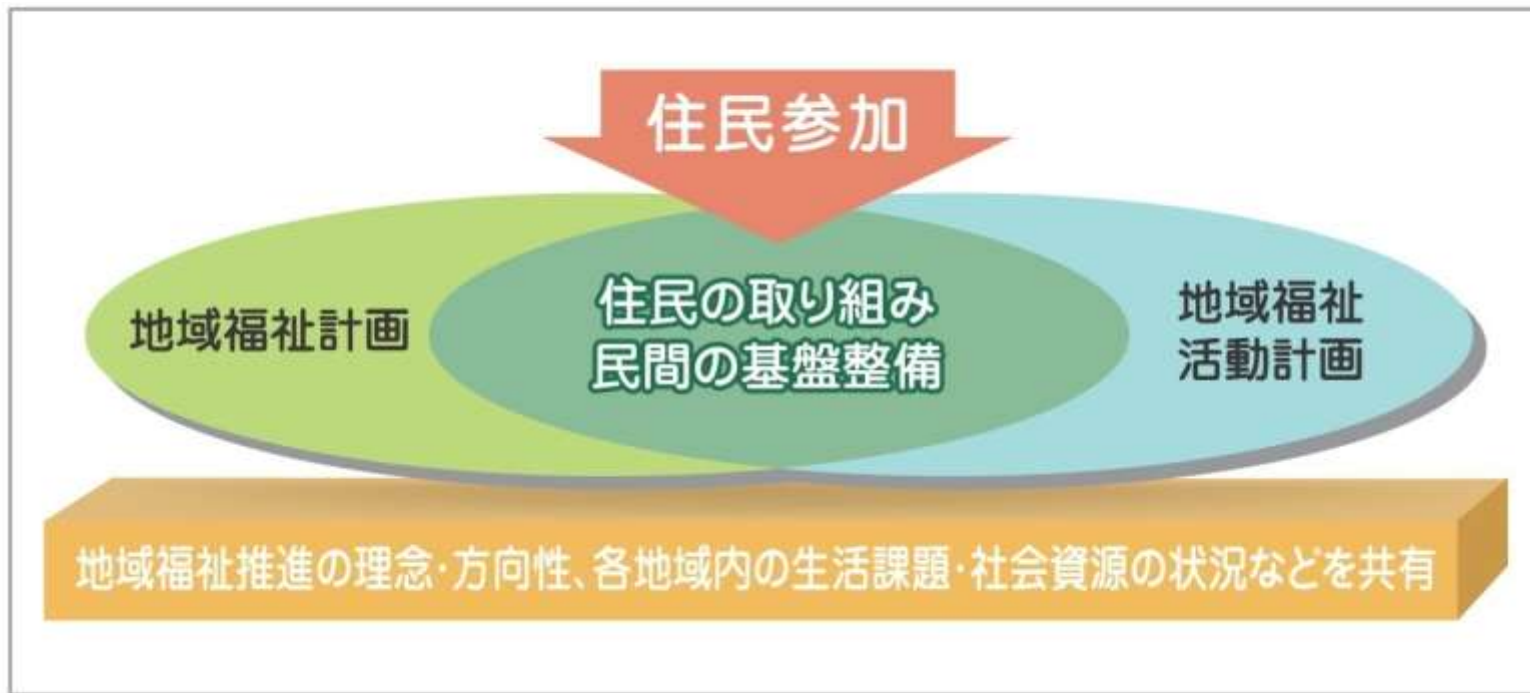 住民参加
地域福祉計画
住民の取り組み
民間の基盤整備
地域福祉
活動計画
地域福祉推進の理念・方向性、各地域内の生活課題・社会資源の状況などを共有